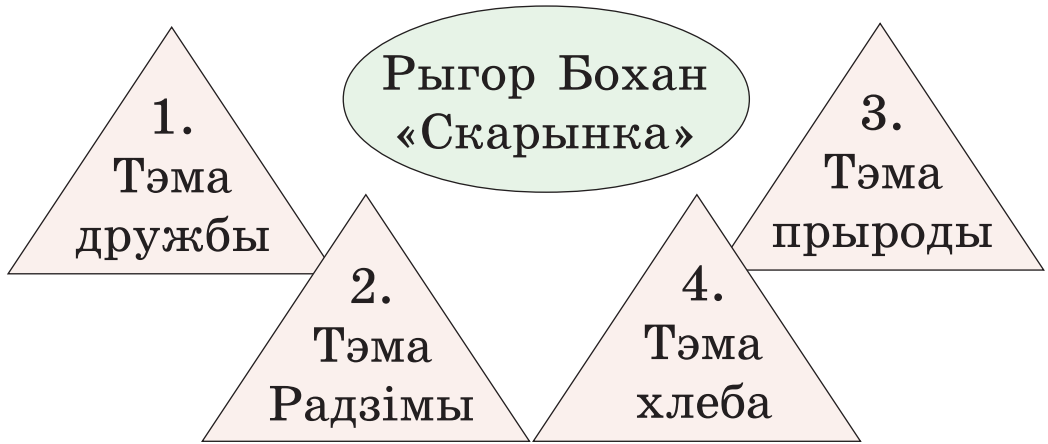 Рыгор Бохан
«Скарынка»
1.
Тэма
дружбы
2.
Тэма
Радзімы
3.
Тэма
прыроды
4.
Тэма
хлеба